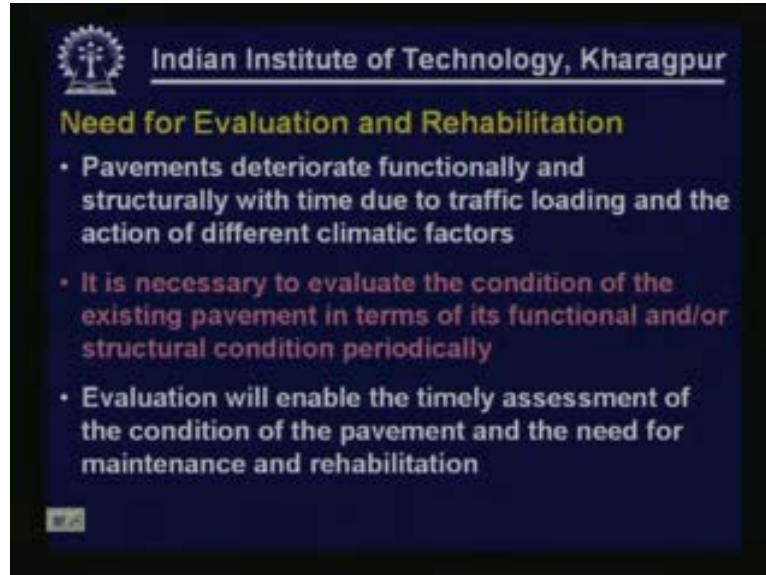 Indian Institute of Technology, Kharagpur
Need for Evaluation and Rehabilitation
• Pavements deteriorate functionally and
structurally with time due to traffic loading and the
action of different climatic factors
• It is necessary to evaluate the condition of the
existing pavement in terms of its functional and/or
structural condition periodically
• Evaluation will enable the timely assessment of
the condition of the pavement and the need for
maintenance and rehabilitation